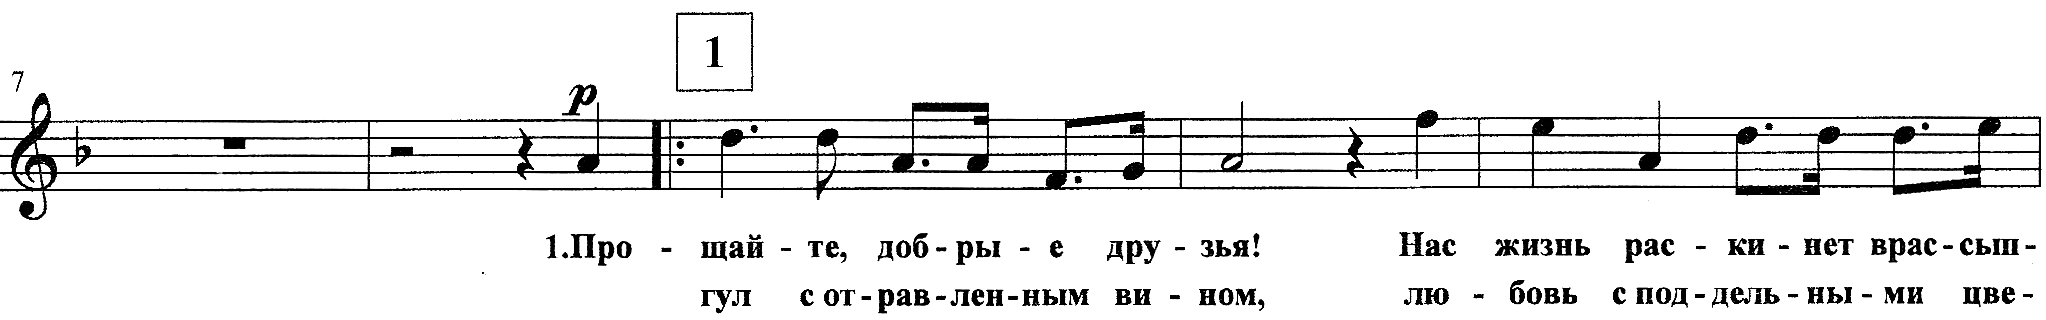 1
7
p
1.Про - щай - те, доб - ры - е дру - зья! Нас жизнь рас - ки - нет врас - сып -
гул с от - рав - лен - ным ви - ном, лю - бовь с под - дель - ны - ми цве -